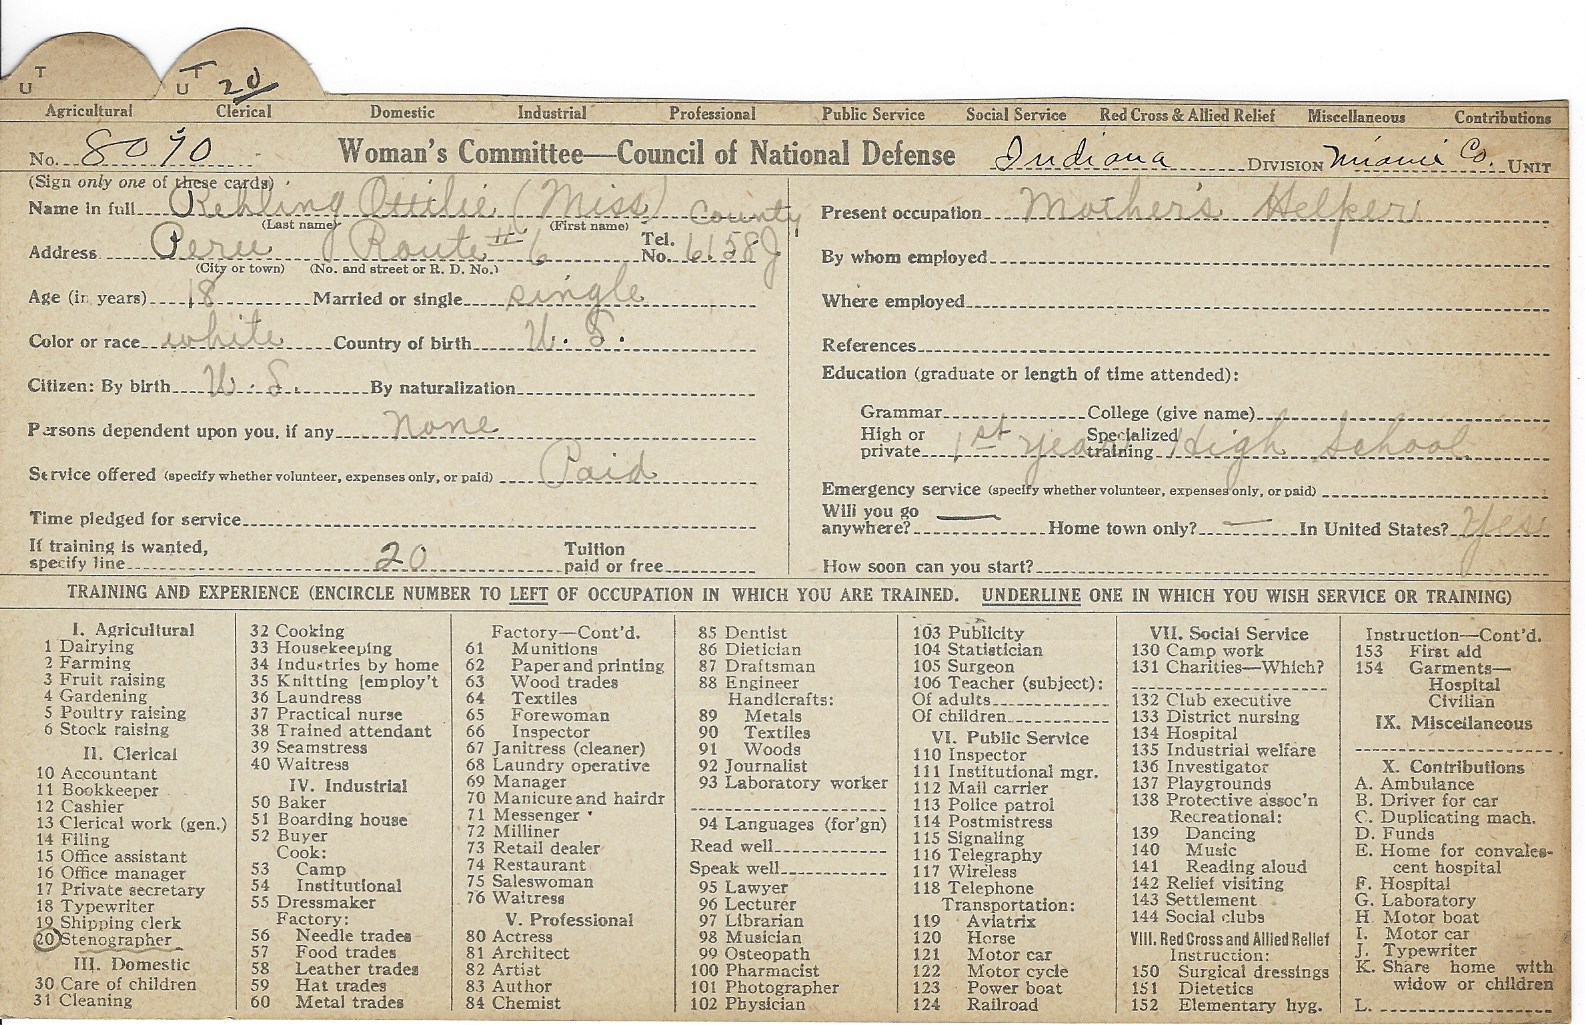 U T U T 20
Agricultural Clerical Domestic Industrial Professional Public Service Social Service Red Cross & Allied Relief Miscellaneous Contributions
No. 8070 Woman's Committee—Council of National Defense Indiana DIVISION Miami Co. UNIT
(Sign only one of these cards)
Name in full Rehling Ottilie (Miss)
(Last name) (First name)
Address Peru Route #6 Tel. No. County 6158J
(City or town) (No. and street or R. D. No.)
Age (in years) 18 Married or single single
Color or race white Country of birth U. S.
Citizen: By birth U. S. By naturalization
Persons dependent upon you, if any None
Service offered (specify whether volunteer, expenses only, or paid) Paid
Time pledged for service
If training is wanted, specify line 20 Tuition paid or free
Present occupation Mother's Helper
By whom employed
Where employed
References
Education (graduate or length of time attended):
Grammar College (give name)
High or private 1st year Specialized training High School
Emergency service (specify whether volunteer, expenses only, or paid)
Will you go anywhere? — Home town only? — In United States? Yes
How soon can you start?
TRAINING AND EXPERIENCE (ENCIRCLE NUMBER TO LEFT OF OCCUPATION IN WHICH YOU ARE TRAINED. UNDERLINE ONE IN WHICH YOU WISH SERVICE OR TRAINING)
I. Agricultural
1 Dairying
2 Farming
3 Fruit raising
4 Gardening
5 Poultry raising
6 Stock raising
II. Clerical
10 Accountant
11 Bookkeeper
12 Cashier
13 Clerical work (gen.)
14 Filing
15 Office assistant
16 Office manager
17 Private secretary
18 Typewriter
19 Shipping clerk
20 Stenographer
III. Domestic
30 Care of children
31 Cleaning
32 Cooking
33 Housekeeping
34 Industries by home
35 Knitting [employ't
36 Laundress
37 Practical nurse
38 Trained attendant
39 Seamstress
40 Waitress
IV. Industrial
50 Baker
51 Boarding house
52 Buyer
Cook:
53 Camp
54 Institutional
55 Dressmaker
Factory:
56 Needle trades
57 Food trades
58 Leather trades
59 Hat trades
60 Metal trades
Factory—Cont'd.
61 Munitions
62 Paper and printing
63 Wood trades
64 Textiles
65 Forewoman
66 Inspector
67 Janitress (cleaner)
68 Laundry operative
69 Manager
70 Manicure and hairdr
71 Messenger
72 Milliner
73 Retail dealer
74 Restaurant
75 Saleswoman
76 Waitress
V. Professional
80 Actress
81 Architect
82 Artist
83 Author
84 Chemist
85 Dentist
86 Dietician
87 Draftsman
88 Engineer
Handicrafts:
89 Metals
90 Textiles
91 Woods
92 Journalist
93 Laboratory worker
94 Languages (for'gn)
Read well
Speak well
95 Lawyer
96 Lecturer
97 Librarian
98 Musician
99 Osteopath
100 Pharmacist
101 Photographer
102 Physician
103 Publicity
104 Statistician
105 Surgeon
106 Teacher (subject):
Of adults
Of children
VI. Public Service
110 Inspector
111 Institutional mgr.
112 Mail carrier
113 Police patrol
114 Postmistress
115 Signaling
116 Telegraphy
117 Wireless
118 Telephone
Transportation:
119 Aviatrix
120 Horse
121 Motor car
122 Motor cycle
123 Power boat
124 Railroad
VII. Social Service
130 Camp work
131 Charities—Which?
132 Club executive
133 District nursing
134 Hospital
135 Industrial welfare
136 Investigator
137 Playgrounds
138 Protective assoc'n
Recreational:
139 Dancing
140 Music
141 Reading aloud
142 Relief visiting
143 Settlement
144 Social clubs
VIII. Red Cross and Allied Relief
Instruction:
150 Surgical dressings
151 Dietetics
152 Elementary hyg.
Instruction—Cont'd.
153 First aid
154 Garments—
Hospital
Civilian
IX. Miscellaneous
X. Contributions
A. Ambulance
B. Driver for car
C. Duplicating mach.
D. Funds
E. Home for convales-
cent hospital
F. Hospital
G. Laboratory
H. Motor boat
I. Motor car
J. Typewriter
K. Share home with
widow or children
L.